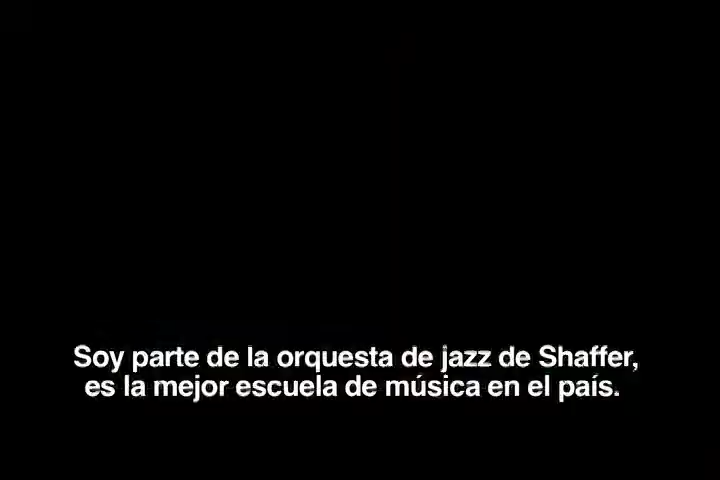 Soy parte de la orquesta de jazz de Shaffer,
es la mejor escuela de música en el país.